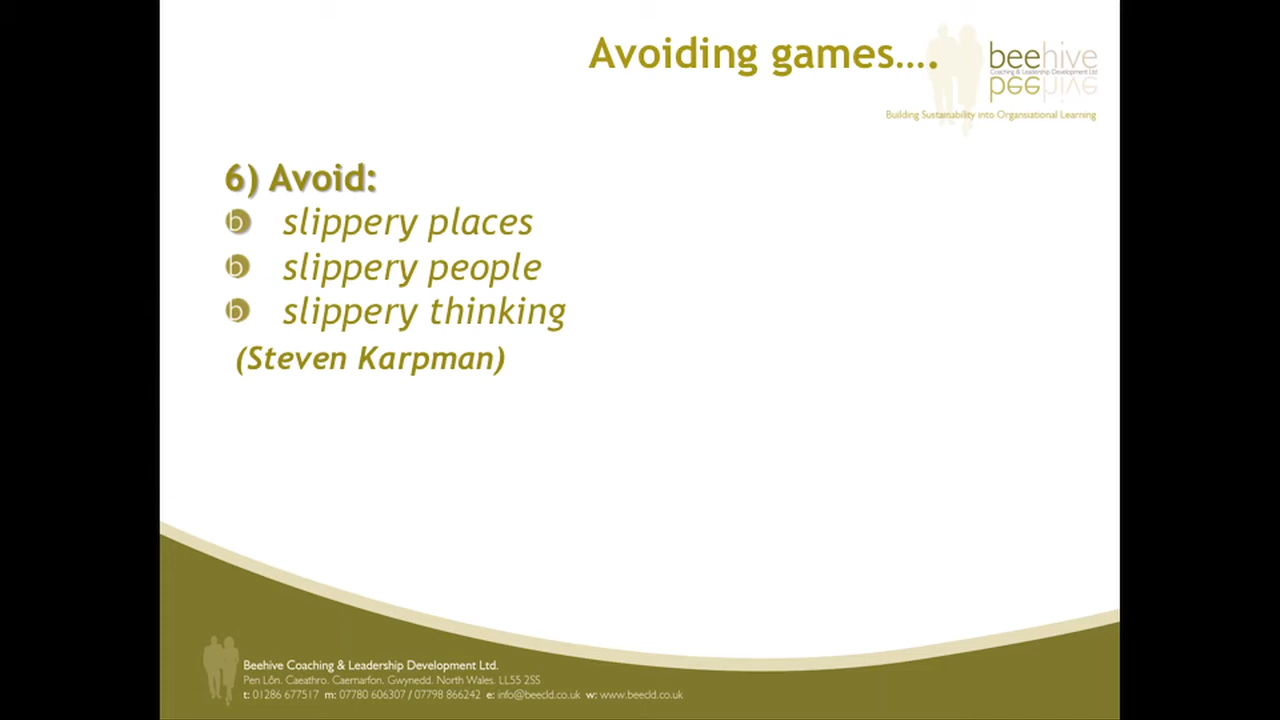 Avoiding games....
beehive
Coaching & Leadership Development Ltd
beehive
Building Sustainability into Organsiational Learning
6) Avoid:
b slippery places
b slippery people
b slippery thinking
(Steven Karpman)
Beehive Coaching & Leadership Development Ltd.
Pen Lôn. Caeathro. Caernarfon. Gwynedd. North Wales. LL55 2SS
t: 01286 677517 m: 07780 606307 / 07798 866242 e: info@beecld.co.uk w: www.beecld.co.uk